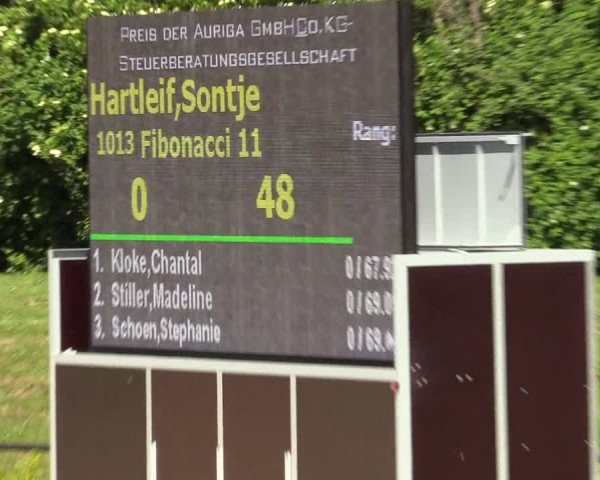 Preis der Auriga GmbHCo.KG-
Steuerberatungsgesellschaft
Hartleif,Sontje
1013 Fibonacci 11
Rang:
0 48
1. Kloke,Chantal
2. Stiller,Madeline
3. Schoen,Stephanie